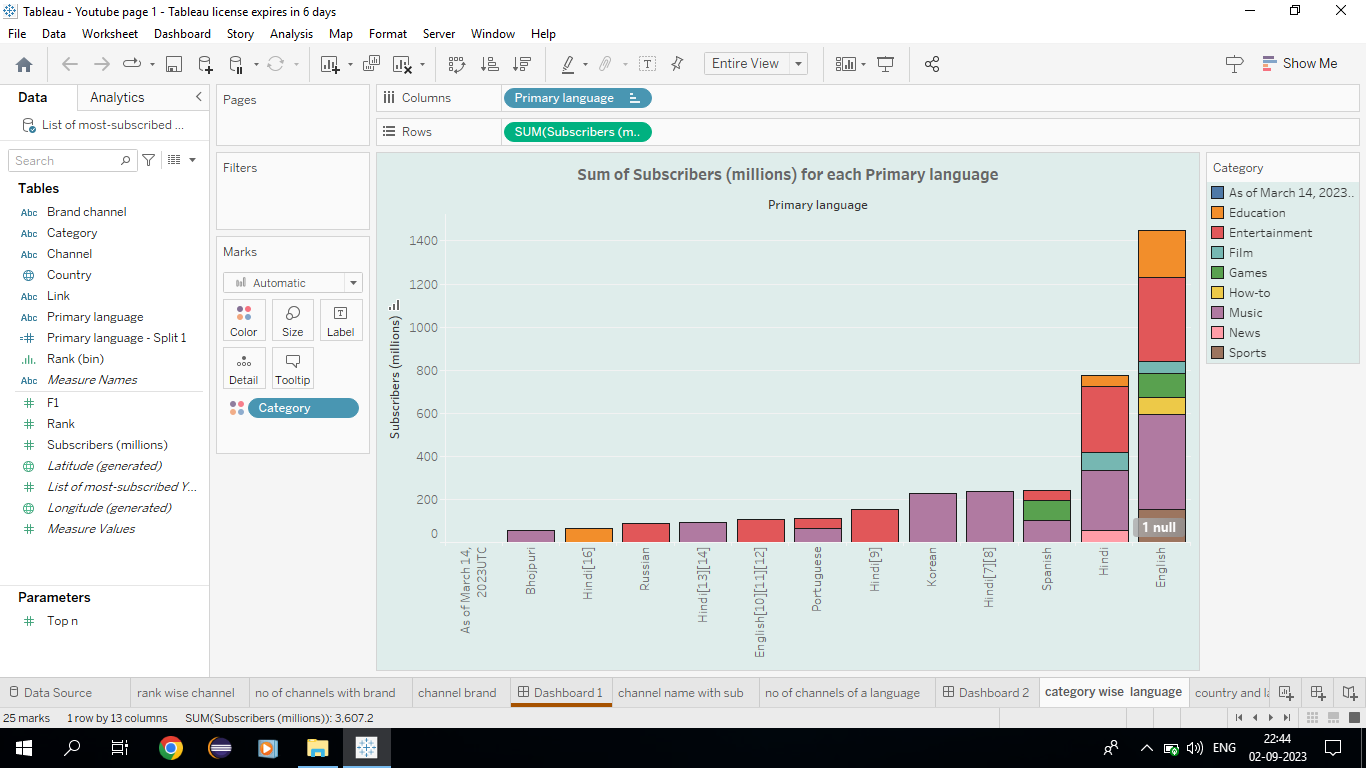 Tableau - Youtube page 1 - Tableau license expires in 6 days
File Data Worksheet Dashboard Story Analysis Map Format Server Window Help
Entire View
Show Me
Data Analytics
List of most-subscribed ...
Search
Tables
Abc Brand channel
Abc Category
Abc Channel
Country
Abc Link
Abc Primary language
Primary language - Split 1
Rank (bin)
Abc Measure Names
F1
Rank
Subscribers (millions)
Latitude (generated)
List of most-subscribed Y...
Longitude (generated)
Measure Values
Parameters
Top n
Pages
Filters
Marks
Automatic
Color Size Label
Detail Tooltip
Category
Columns Primary language
Rows SUM(Subscribers (m..
Sum of Subscribers (millions) for each Primary language
Primary language
Subscribers (millions)
1400
1200
1000
800
600
400
200
0
1 null
As of March 14, 2023UTC
Bhojpuri
Hindi[16]
Russian
Hindi[13][14]
English[10][11][12]
Portuguese
Hindi[9]
Korean
Hindi[7][8]
Spanish
Hindi
English
Category
As of March 14, 2023..
Education
Entertainment
Film
Games
How-to
Music
News
Sports
Data Source rank wise channel no of channels with brand channel brand Dashboard 1 channel name with sub no of channels of a language Dashboard 2 category wise language country and la
25 marks 1 row by 13 columns SUM(Subscribers (millions)): 3,607.2
ENG
22:44
02-09-2023